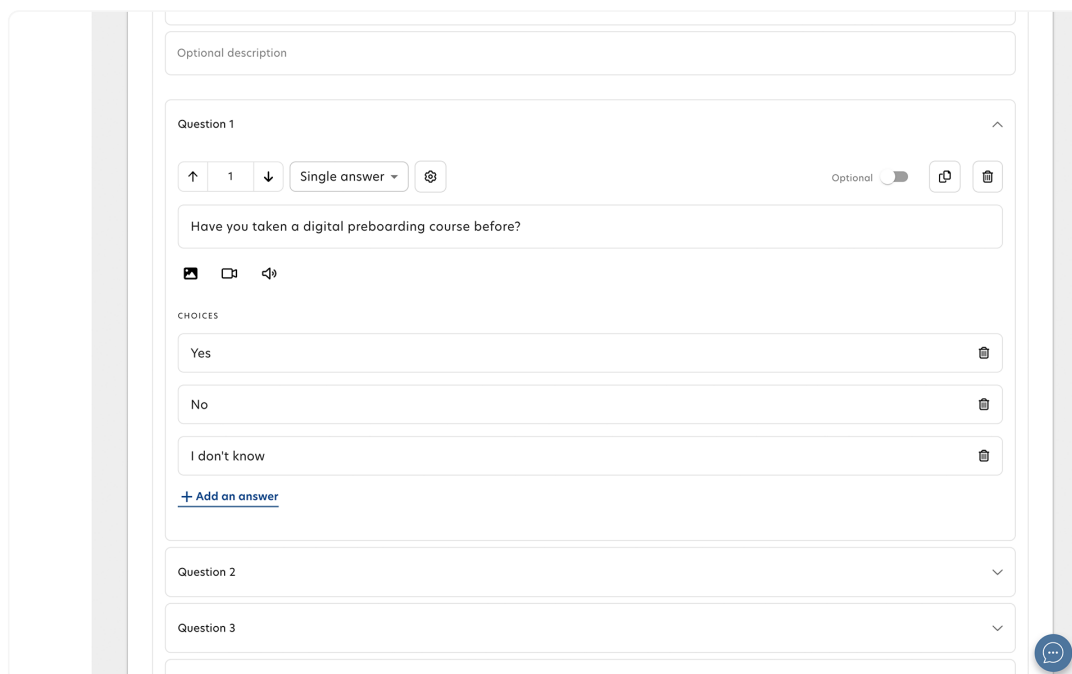 Optional description
Question 1
1
Single answer
Optional
Have you taken a digital preboarding course before?
CHOICES
Yes
No
I don't know
+ Add an answer
Question 2
Question 3